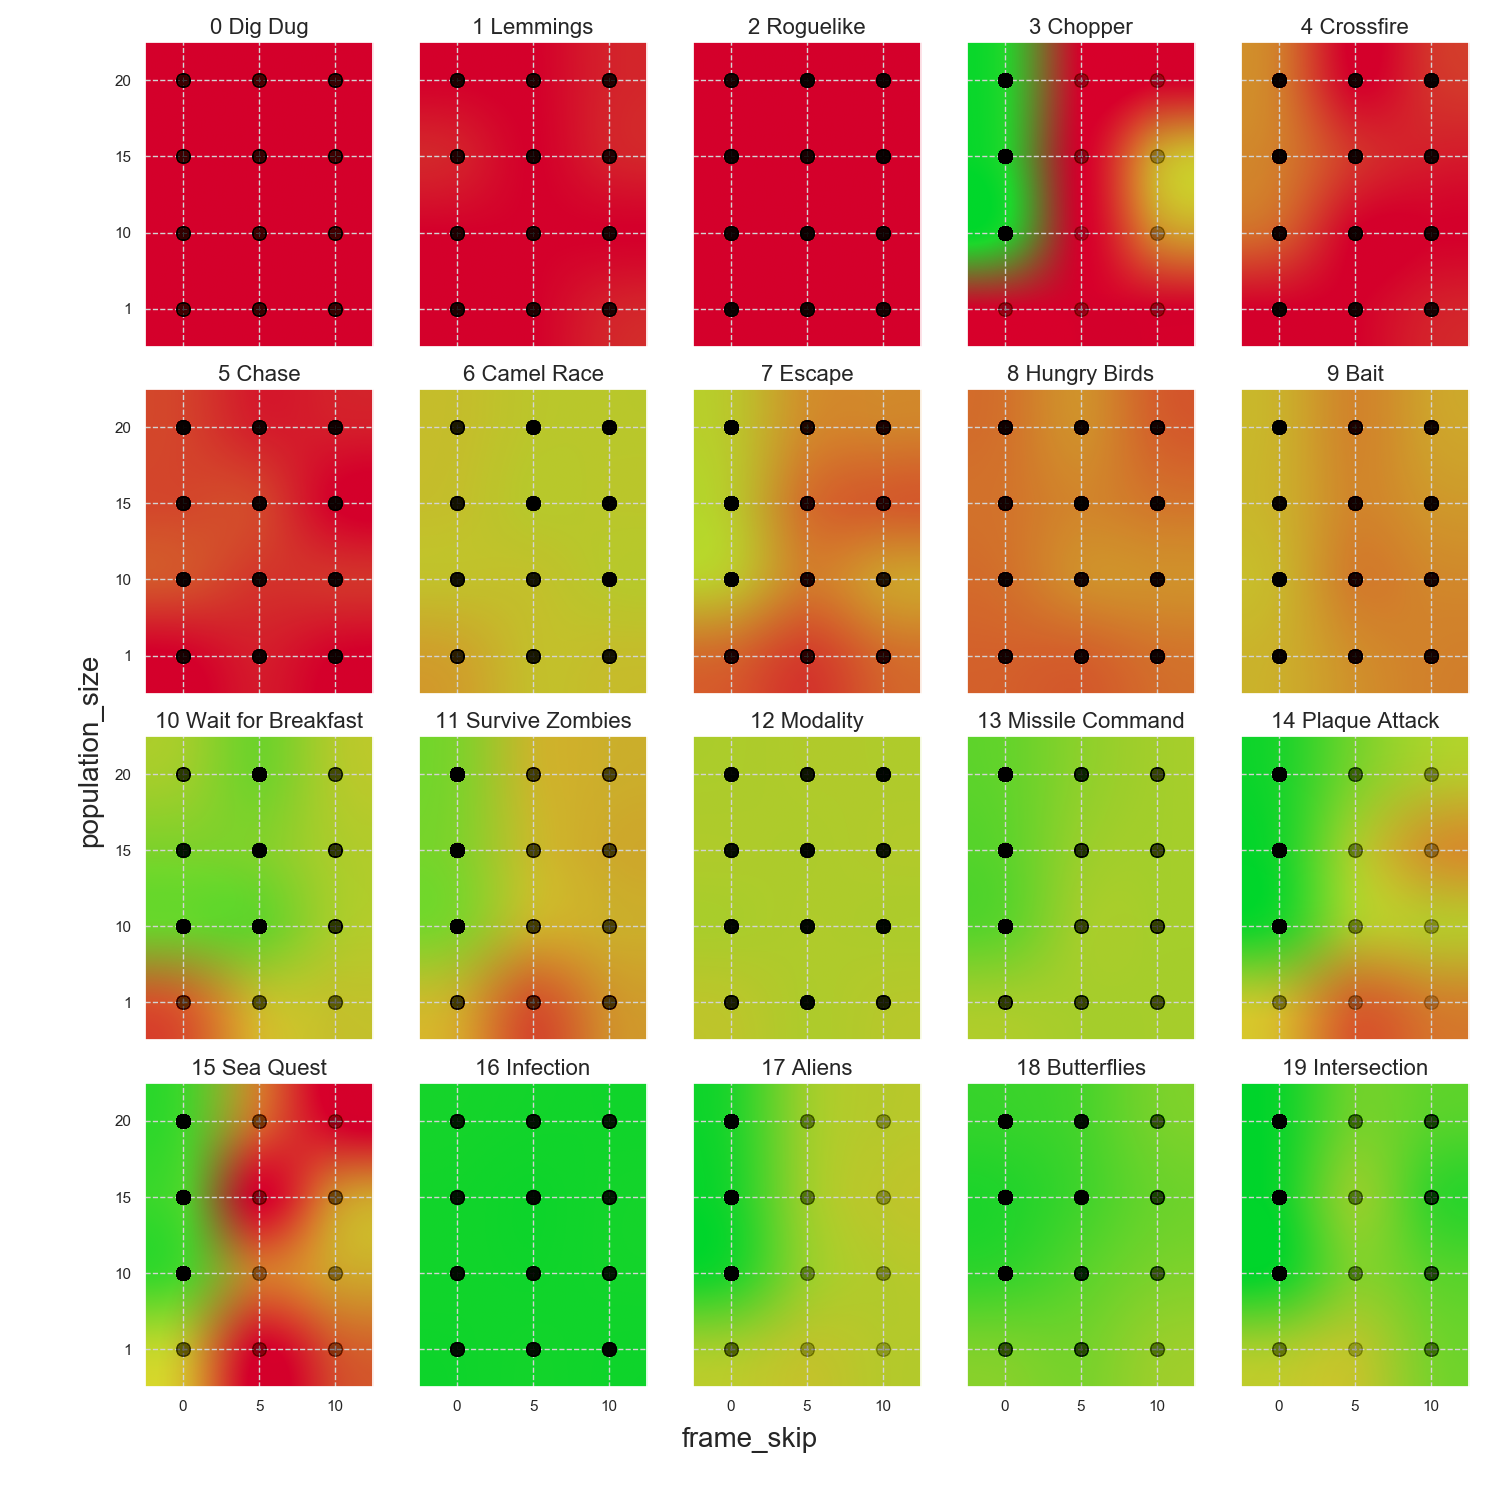 0 Dig Dug
1 Lemmings
2 Roguelike
3 Chopper
4 Crossfire
20
15
10
1
5 Chase
6 Camel Race
7 Escape
8 Hungry Birds
9 Bait
20
15
10
1
population_size
10 Wait for Breakfast
11 Survive Zombies
12 Modality
13 Missile Command
14 Plaque Attack
20
15
10
1
15 Sea Quest
16 Infection
17 Aliens
18 Butterflies
19 Intersection
20
15
10
1
0 5 10
0 5 10
0 5 10
0 5 10
0 5 10
frame_skip